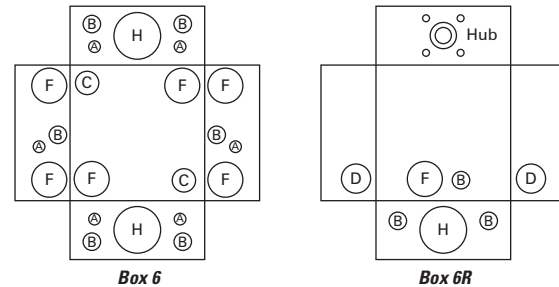 B H B
A A
F C F F
B B
A A
F F C F
A A
B H B
Box 6
Hub
D F B D
B H B
Box 6R